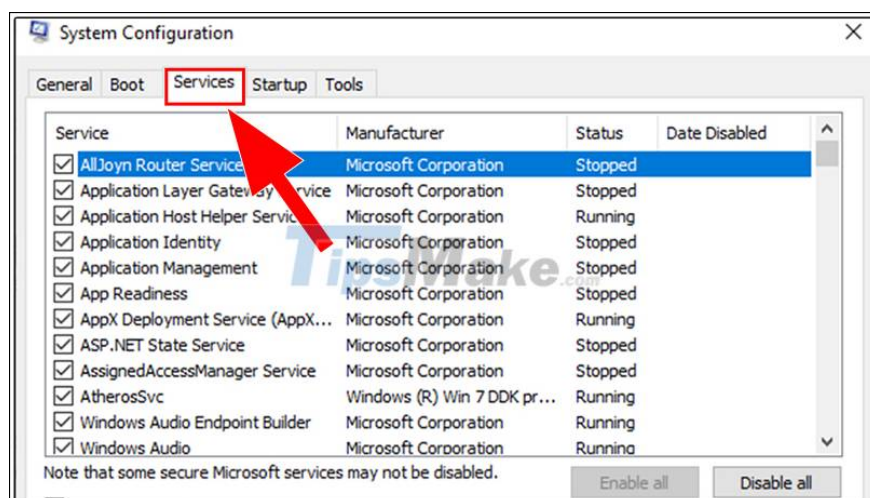 System Configuration
General Boot Services Startup Tools
Service Manufacturer Status Date Disabled
AllJoyn Router Service Microsoft Corporation Stopped
Application Layer Gateway Service Microsoft Corporation Stopped
Application Host Helper Servic Microsoft Corporation Running
Application Identity Microsoft Corporation Stopped
Application Management Microsoft Corporation Stopped
App Readiness Microsoft Corporation Stopped
AppX Deployment Service (AppX... Microsoft Corporation Running
ASP.NET State Service Microsoft Corporation Stopped
AssignedAccessManager Service Microsoft Corporation Stopped
AtherosSvc Windows (R) Win 7 DDK pr... Running
Windows Audio Endpoint Builder Microsoft Corporation Running
Windows Audio Microsoft Corporation Running
Note that some secure Microsoft services may not be disabled.
Enable all Disable all
TipsMake.com